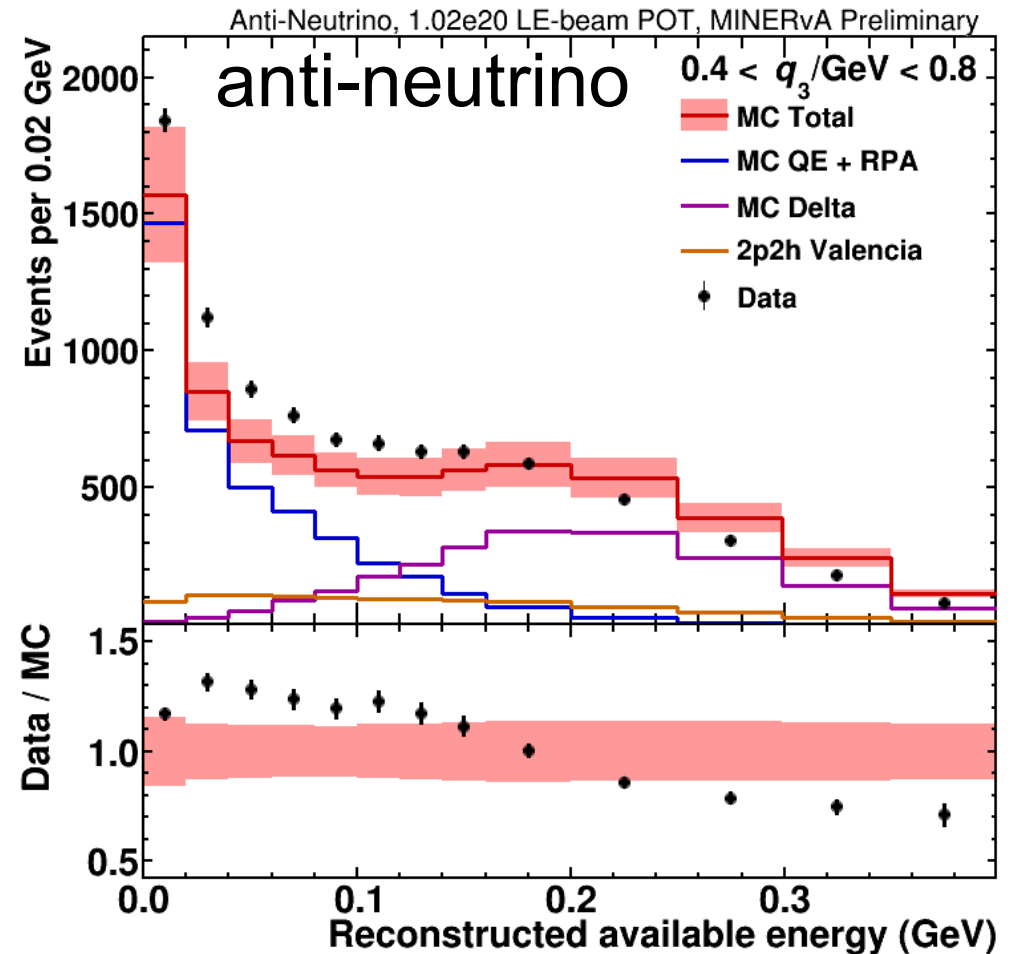 Anti-Neutrino, 1.02e20 LE-beam POT, MINERvA Preliminary
anti-neutrino
0.4 < q3/GeV < 0.8
MC Total
MC QE + RPA
MC Delta
2p2h Valencia
Data
Events per 0.02 GeV
2000
1500
1000
500
Data / MC
1.5
1.0
0.5
0.0 0.1 0.2 0.3
Reconstructed available energy (GeV)